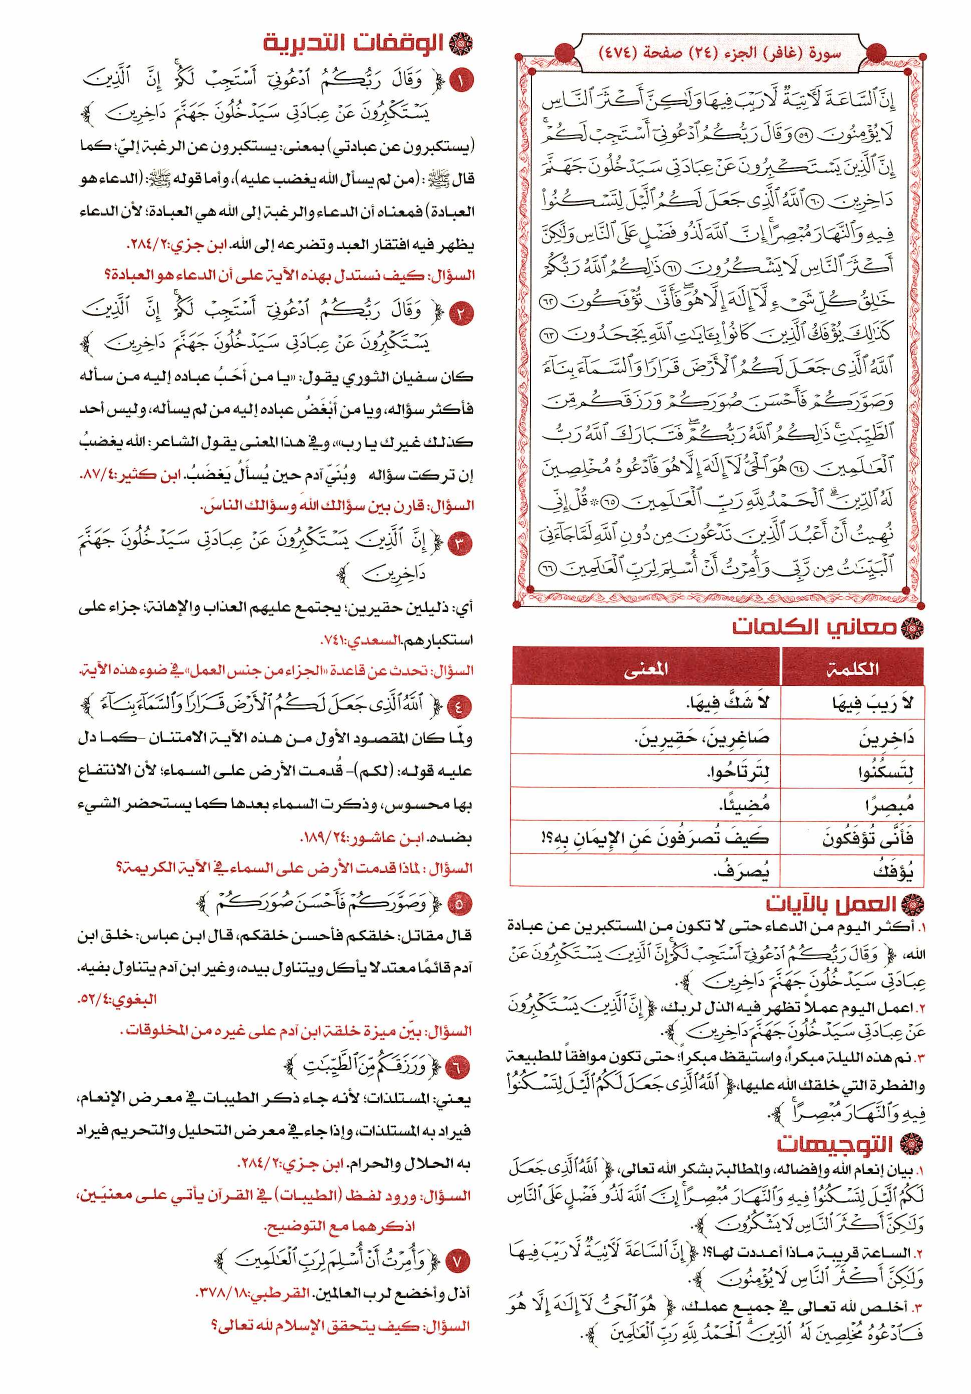 سورة (غافر) الجزء (٢٤) صفحة (٤٧٤)
إِنَّ ٱلسَّاعَةَ لَآتِيَةٌ لَّا رَيْبَ فِيهَا وَلَٰكِنَّ أَكْثَرَ ٱلنَّاسِ
لَا يُؤْمِنُونَ ﴿٥٩﴾ وَقَالَ رَبُّكُمُ ٱدْعُونِىٓ أَسْتَجِبْ لَكُمْ ۚ
إِنَّ ٱلَّذِينَ يَسْتَكْبِرُونَ عَنْ عِبَادَتِى سَيَدْخُلُونَ جَهَنَّمَ
دَاخِرِينَ ﴿٦٠﴾ ٱللَّهُ ٱلَّذِى جَعَلَ لَكُمُ ٱلَّيْلَ لِتَسْكُنُوا۟
فِيهِ وَٱلنَّهَارَ مُبْصِرًا ۚ إِنَّ ٱللَّهَ لَذُو فَضْلٍ عَلَى ٱلنَّاسِ وَلَٰكِنَّ
أَكْثَرَ ٱلنَّاسِ لَا يَشْكُرُونَ ﴿٦١﴾ ذَٰلِكُمُ ٱللَّهُ رَبُّكُمْ
خَٰلِقُ كُلِّ شَىْءٍ لَّآ إِلَٰهَ إِلَّا هُوَ ۖ فَأَنَّىٰ تُؤْفَكُونَ ﴿٦٢﴾
كَذَٰلِكَ يُؤْفَكُ ٱلَّذِينَ كَانُوا۟ بِـَٔايَٰتِ ٱللَّهِ يَجْحَدُونَ ﴿٦٣﴾
ٱللَّهُ ٱلَّذِى جَعَلَ لَكُمُ ٱلْأَرْضَ قَرَارًا وَٱلسَّمَآءَ بِنَآءً
وَصَوَّرَكُمْ فَأَحْسَنَ صُوَرَكُمْ وَرَزَقَكُم مِّنَ
ٱلطَّيِّبَٰتِ ۚ ذَٰلِكُمُ ٱللَّهُ رَبُّكُمْ ۖ فَتَبَارَكَ ٱللَّهُ رَبُّ
ٱلْعَٰلَمِينَ ﴿٦٤﴾ هُوَ ٱلْحَىُّ لَآ إِلَٰهَ إِلَّا هُوَ فَٱدْعُوهُ مُخْلِصِينَ
لَهُ ٱلدِّينَ ۗ ٱلْحَمْدُ لِلَّهِ رَبِّ ٱلْعَٰلَمِينَ ﴿٦٥﴾ ۞ قُلْ إِنِّى
نُهِيتُ أَنْ أَعْبُدَ ٱلَّذِينَ تَدْعُونَ مِن دُونِ ٱللَّهِ لَمَّا جَآءَنِىَ
ٱلْبَيِّنَٰتُ مِن رَّبِّى وَأُمِرْتُ أَنْ أُسْلِمَ لِرَبِّ ٱلْعَٰلَمِينَ ﴿٦٦﴾
معاني الكلمات
الكلمة المعنى
لاَ رَيبَ فِيهَا لاَ شَكَّ فِيهَا.
دَاخِرِينَ صَاغِرِينَ، حَقِيرِينَ.
لِتَسكُنُوا لِتَرتَاحُوا.
مُبصِرًا مُضِيئًا.
فَأَنَّى تُؤفَكُونَ كَيفَ تُصرَفُونَ عَنِ الإِيمَانِ بِهِ؟!
يُؤفَكُ يُصرَفُ.
العمل بالآيات
١. أكثر اليوم من الدعاء حتى لا تكون من المستكبرين عن عبادة
الله، ﴿ وَقَالَ رَبُّكُمُ ٱدْعُونِىٓ أَسْتَجِبْ لَكُمْ ۚ إِنَّ ٱلَّذِينَ يَسْتَكْبِرُونَ عَنْ
عِبَادَتِى سَيَدْخُلُونَ جَهَنَّمَ دَاخِرِينَ ﴾.
٢. اعمل اليوم عملاً تظهر فيه الذل لربك، ﴿ إِنَّ ٱلَّذِينَ يَسْتَكْبِرُونَ
عَنْ عِبَادَتِى سَيَدْخُلُونَ جَهَنَّمَ دَاخِرِينَ ﴾.
٣. نم هذه الليلة مبكراً، واستيقظ مبكراً؛ حتى تكون موافقاً للطبيعة
والفطرة التي خلقك الله عليها، ﴿ ٱللَّهُ ٱلَّذِى جَعَلَ لَكُمُ ٱلَّيْلَ لِتَسْكُنُوا۟
فِيهِ وَٱلنَّهَارَ مُبْصِرًا ۚ ﴾.
التوجيهات
١. بيان إنعام الله وإفضاله، والمطالبة بشكر الله تعالى، ﴿ ٱللَّهُ ٱلَّذِى جَعَلَ
لَكُمُ ٱلَّيْلَ لِتَسْكُنُوا۟ فِيهِ وَٱلنَّهَارَ مُبْصِرًا ۚ إِنَّ ٱللَّهَ لَذُو فَضْلٍ عَلَى ٱلنَّاسِ
وَلَٰكِنَّ أَكْثَرَ ٱلنَّاسِ لَا يَشْكُرُونَ ﴾.
٢. الساعة قريبة ماذا أعددت لها؟! ﴿ إِنَّ ٱلسَّاعَةَ لَآتِيَةٌ لَّا رَيْبَ فِيهَا
وَلَٰكِنَّ أَكْثَرَ ٱلنَّاسِ لَا يُؤْمِنُونَ ﴾.
٣. أخلص لله تعالى في جميع عملك، ﴿ هُوَ ٱلْحَىُّ لَآ إِلَٰهَ إِلَّا هُوَ
فَٱدْعُوهُ مُخْلِصِينَ لَهُ ٱلدِّينَ ۗ ٱلْحَمْدُ لِلَّهِ رَبِّ ٱلْعَٰلَمِينَ ﴾.
الوقفات التدبرية
١ ﴿ وَقَالَ رَبُّكُمُ ٱدْعُونِىٓ أَسْتَجِبْ لَكُمْ ۚ إِنَّ ٱلَّذِينَ
يَسْتَكْبِرُونَ عَنْ عِبَادَتِى سَيَدْخُلُونَ جَهَنَّمَ دَاخِرِينَ ﴾
(يستكبرون عن عبادتي) بمعنى: يستكبرون عن الرغبة إليّ؛ كما
قال ﷺ: (من لم يسأل الله يغضب عليه)، وأما قوله ﷺ: (الدعاء هو
العبادة) فمعناه أن الدعاء والرغبة إلى الله هي العبادة؛ لأن الدعاء
يظهر فيه افتقار العبد وتضرعه إلى الله. ابن جزي:٢٨٤/٢.
السؤال: كيف نستدل بهذه الآية على أن الدعاء هو العبادة؟
٢ ﴿ وَقَالَ رَبُّكُمُ ٱدْعُونِىٓ أَسْتَجِبْ لَكُمْ ۚ إِنَّ ٱلَّذِينَ
يَسْتَكْبِرُونَ عَنْ عِبَادَتِى سَيَدْخُلُونَ جَهَنَّمَ دَاخِرِينَ ﴾
كان سفيان الثوري يقول: «يا من أحَبُّ عباده إليه من سأله
فأكثر سؤاله، ويا من أَبْغَضُ عباده إليه من لم يسأله، وليس أحد
كذلك غيرك يا رب»، وفي هذا المعنى يقول الشاعر: الله يغضبُ
إن تركت سؤاله وبُنَيّ آدم حين يُسأَلُ يَغضَبُ. ابن كثير:٨٧/٤.
السؤال: قارن بين سؤالك اللهَ وسؤالك الناسَ.
٣ ﴿ إِنَّ ٱلَّذِينَ يَسْتَكْبِرُونَ عَنْ عِبَادَتِى سَيَدْخُلُونَ جَهَنَّمَ
دَاخِرِينَ ﴾
أي: ذليلين حقيرين؛ يجتمع عليهم العذاب والإهانة؛ جزاء على
استكبارهم.السعدي:٧٤١.
السؤال: تحدث عن قاعدة «الجزاء من جنس العمل» في ضوء هذه الآية.
٤ ﴿ ٱللَّهُ ٱلَّذِى جَعَلَ لَكُمُ ٱلْأَرْضَ قَرَارًا وَٱلسَّمَآءَ بِنَآءً ﴾
ولمّا كان المقصود الأول من هذه الآية الامتنان -كما دل
عليه قوله: (لكم)- قُدمت الأرض على السماء؛ لأن الانتفاع
بها محسوس، وذكرت السماء بعدها كما يستحضر الشيء
بضده. ابن عاشور:١٨٩/٢٤.
السؤال: لماذا قدمت الأرض على السماء في الآية الكريمة؟
٥ ﴿ وَصَوَّرَكُمْ فَأَحْسَنَ صُوَرَكُمْ ﴾
قال مقاتل: خلقكم فأحسن خلقكم، قال ابن عباس: خلق ابن
آدم قائمًا معتدلا يأكل ويتناول بيده، وغير ابن آدم يتناول بفيه.
البغوي:٥٢/٤.
السؤال: بيّن ميزة خلقة ابن آدم على غيره من المخلوقات.
٦ ﴿ وَرَزَقَكُم مِّنَ ٱلطَّيِّبَٰتِ ﴾
يعني: المستلذات؛ لأنه جاء ذكر الطيبات في معرض الإنعام،
فيراد به المستلذات، وإذا جاء في معرض التحليل والتحريم فيراد
به الحلال والحرام. ابن جزي:٢٨٤/٢.
السؤال: ورود لفظ (الطيبات) في القرآن يأتي على معنيَين،
اذكرهما مع التوضيح.
٧ ﴿ وَأُمِرْتُ أَنْ أُسْلِمَ لِرَبِّ ٱلْعَٰلَمِينَ ﴾
أذل وأخضع لرب العالمين. القرطبي:٣٧٨/١٨.
السؤال: كيف يتحقق الإسلام لله تعالى؟